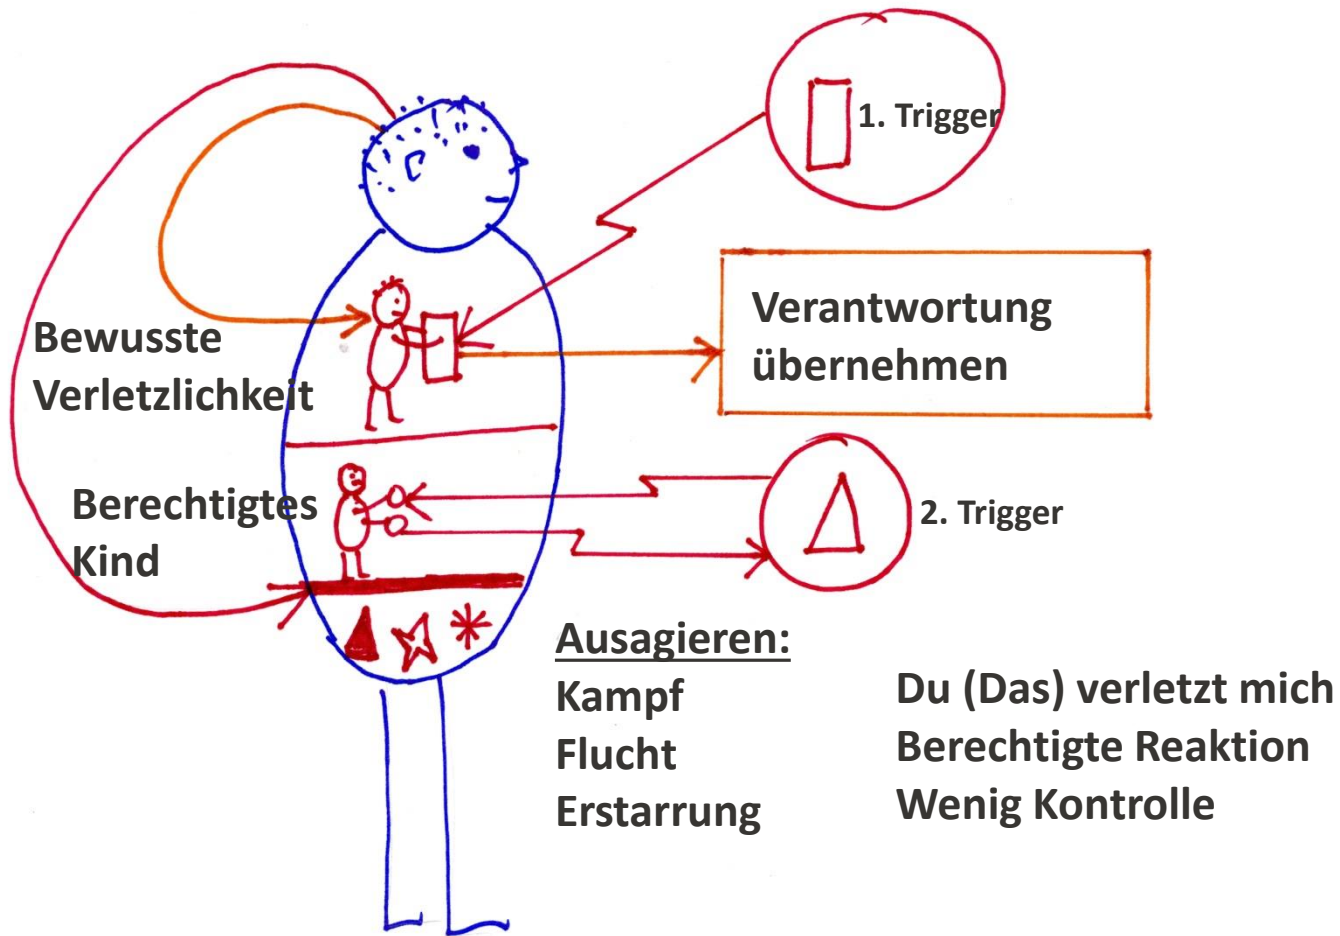 1. Trigger
Verantwortung
übernehmen
Bewusste
Verletzlichkeit
Berechtigtes
Kind
2. Trigger
Ausagieren:
Kampf
Flucht
Erstarrung
Du (Das) verletzt mich
Berechtigte Reaktion
Wenig Kontrolle